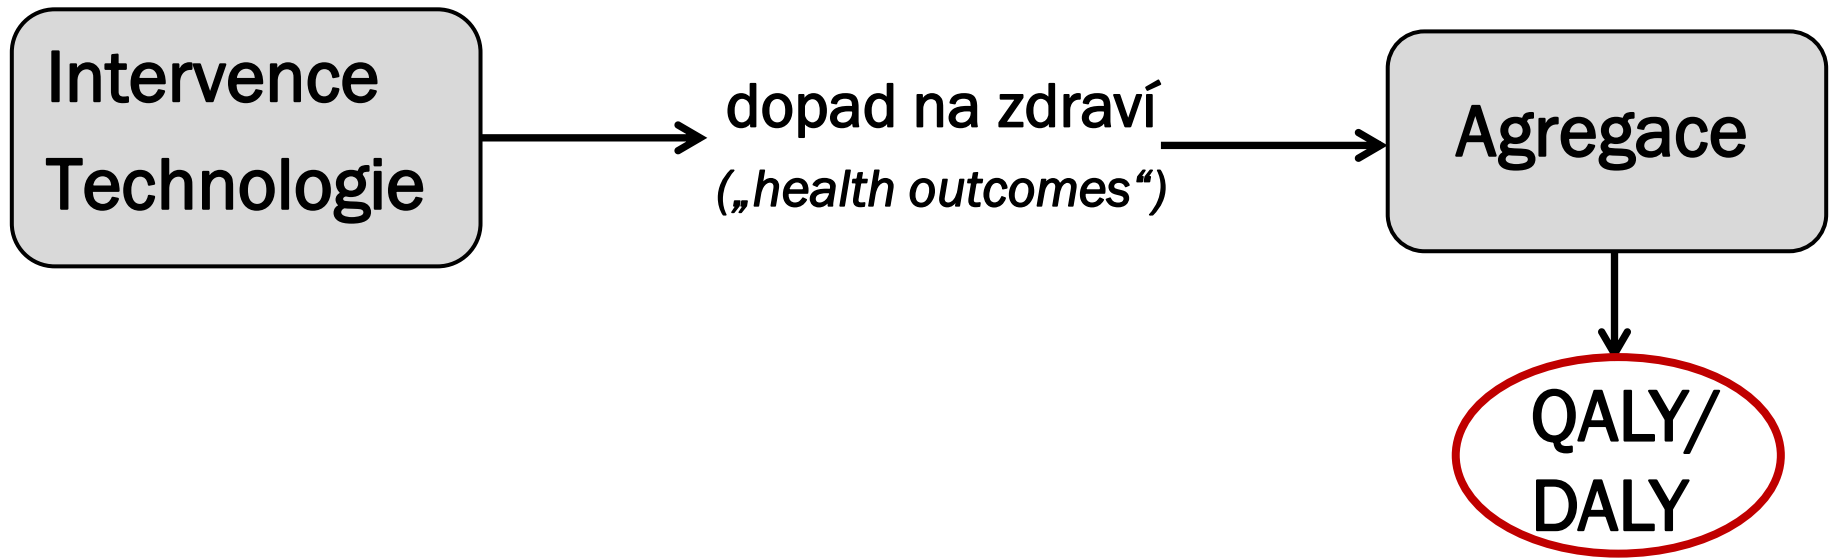 Intervence
Technologie
dopad na zdraví
(„health outcomes“)
Agregace
QALY/
DALY